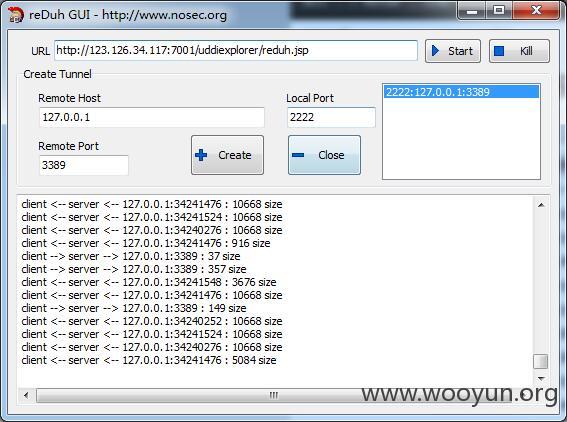 reDuh GUI - http://www.nosec.org
URL http://123.126.34.117:7001/uddiexplorer/reduh.jsp Start Kill
Create Tunnel
Remote Host Local Port 2222:127.0.0.1:3389
127.0.0.1 2222
Remote Port
3389 Create Close
client <-- server <-- 127.0.0.1:34241476 : 10668 size
client <-- server <-- 127.0.0.1:34241524 : 10668 size
client <-- server <-- 127.0.0.1:34240276 : 10668 size
client <-- server <-- 127.0.0.1:34241476 : 916 size
client --> server --> 127.0.0.1:3389 : 37 size
client --> server --> 127.0.0.1:3389 : 357 size
client <-- server <-- 127.0.0.1:34241548 : 3676 size
client <-- server <-- 127.0.0.1:34241476 : 10668 size
client --> server --> 127.0.0.1:3389 : 149 size
client <-- server <-- 127.0.0.1:34240252 : 10668 size
client <-- server <-- 127.0.0.1:34241524 : 10668 size
client <-- server <-- 127.0.0.1:34240276 : 10668 size
client <-- server <-- 127.0.0.1:34241476 : 5084 size
www.wooyun.org